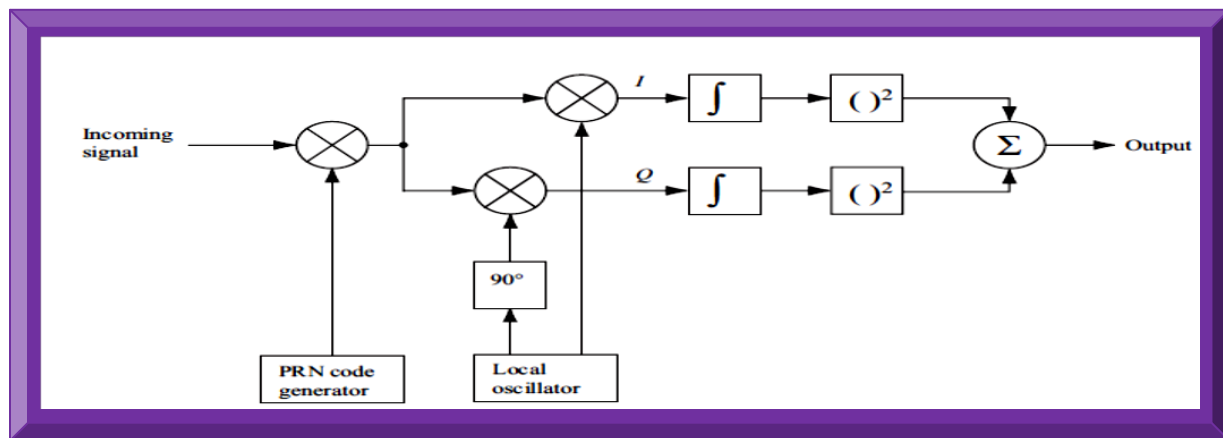 I
∫
( )²
Incoming
signal
Σ
Output
Q
∫
( )²
90°
PRN code
generator
Local
oscillator